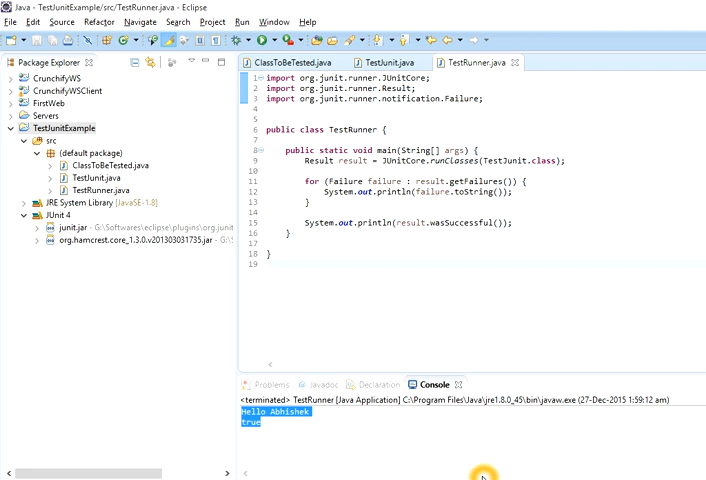 Java - TestJunitExample/src/TestRunner.java - Eclipse
File Edit Source Refactor Navigate Search Project Run Window Help
Package Explorer
CrunchifyWS
CrunchifyWSClient
FirstWeb
Servers
TestJunitExample
src
(default package)
ClassToBeTested.java
TestJunit.java
TestRunner.java
JRE System Library [JavaSE-1.8]
JUnit 4
junit.jar - G:\Softwares\eclipse\plugins\org.junit
org.hamcrest.core_1.3.0.v201303031735.jar - G:\S
ClassToBeTested.java TestJunit.java TestRunner.java
1 import org.junit.runner.JUnitCore;
2 import org.junit.runner.Result;
3 import org.junit.runner.notification.Failure;
4
5
6 public class TestRunner {
7
8 public static void main(String[] args) {
9 Result result = JUnitCore.runClasses(TestJunit.class);
10
11 for (Failure failure : result.getFailures()) {
12 System.out.println(failure.toString());
13 }
14
15 System.out.println(result.wasSuccessful());
16 }
17
18 }
19
Problems @ Javadoc Declaration Console
<terminated> TestRunner [Java Application] C:\Program Files\Java\jre1.8.0_45\bin\javaw.exe (27-Dec-2015 1:59:12 am)
Hello Abhishek
true